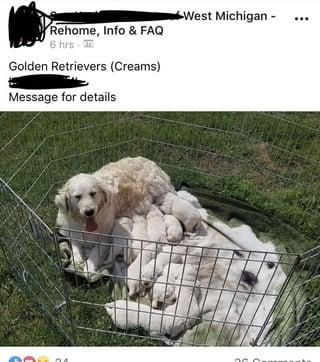 West Michigan -
Rehome, Info & FAQ
6 hrs ·
Golden Retrievers (Creams)
Message for details